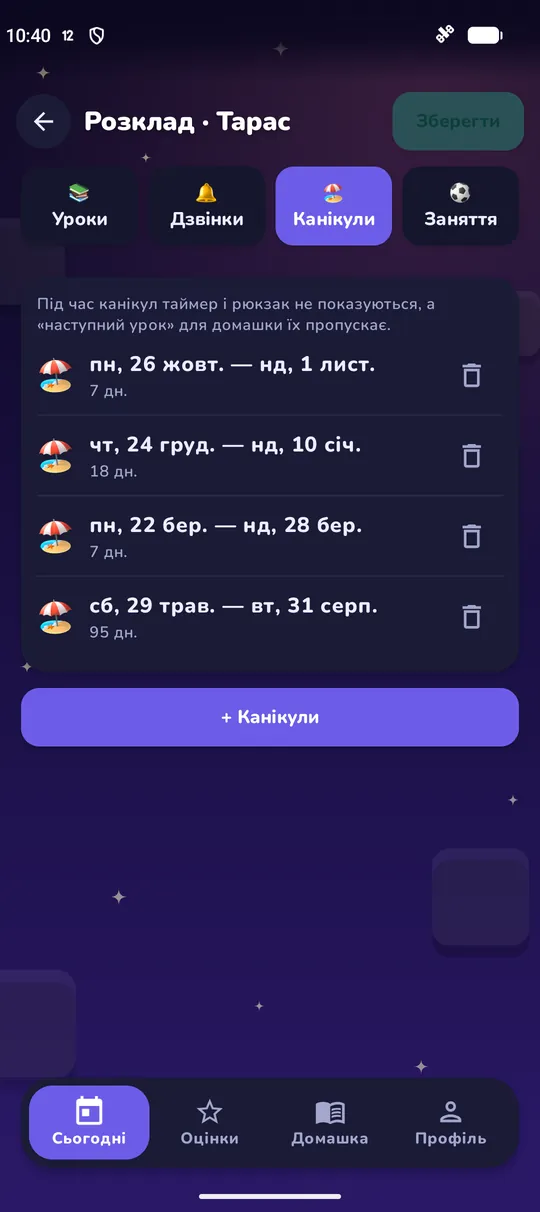 10:40 12
Розклад · Тарас
Зберегти
Уроки
Дзвінки
Канікули
Заняття
Під час канікул таймер і рюкзак не показуються, а
«наступний урок» для домашки їх пропускає.
пн, 26 жовт. — нд, 1 лист.
7 дн.
чт, 24 груд. — нд, 10 січ.
18 дн.
пн, 22 бер. — нд, 28 бер.
7 дн.
сб, 29 трав. — вт, 31 серп.
95 дн.
+ Канікули
Сьогодні
Оцінки
Домашка
Профіль